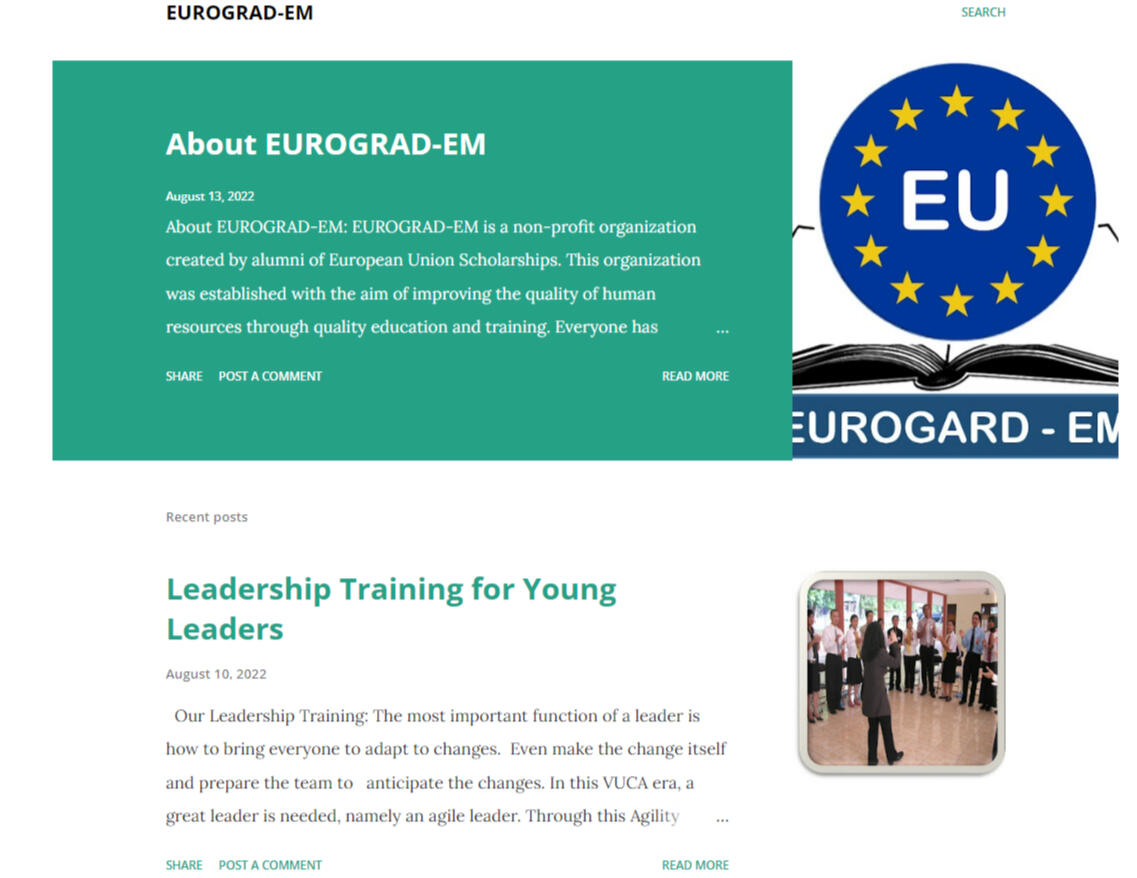 EUROGRAD-EM
SEARCH
About EUROGRAD-EM
August 13, 2022
About EUROGRAD-EM: EUROGRAD-EM is a non-profit organization
created by alumni of European Union Scholarships. This organization
was established with the aim of improving the quality of human
resources through quality education and training. Everyone has ...
SHARE POST A COMMENT READ MORE
EU
EUROGARD - EM
Recent posts
Leadership Training for Young
Leaders
August 10, 2022
Our Leadership Training: The most important function of a leader is
how to bring everyone to adapt to changes. Even make the change itself
and prepare the team to anticipate the changes. In this VUCA era, a
great leader is needed, namely an agile leader. Through this Agility ...
SHARE POST A COMMENT READ MORE